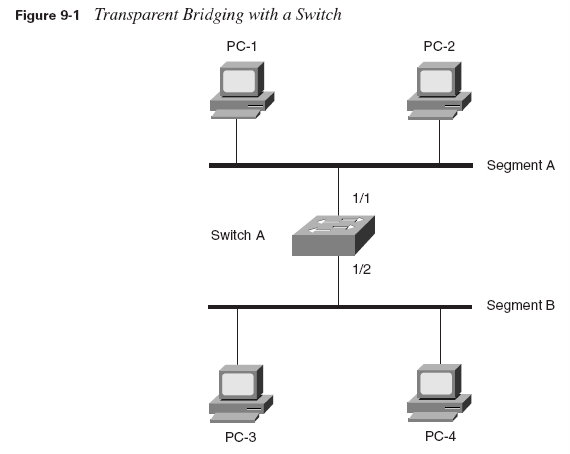 Figure 9-1 Transparent Bridging with a Switch
PC-1 PC-2
Segment A
1/1
Switch A
1/2
Segment B
PC-3 PC-4